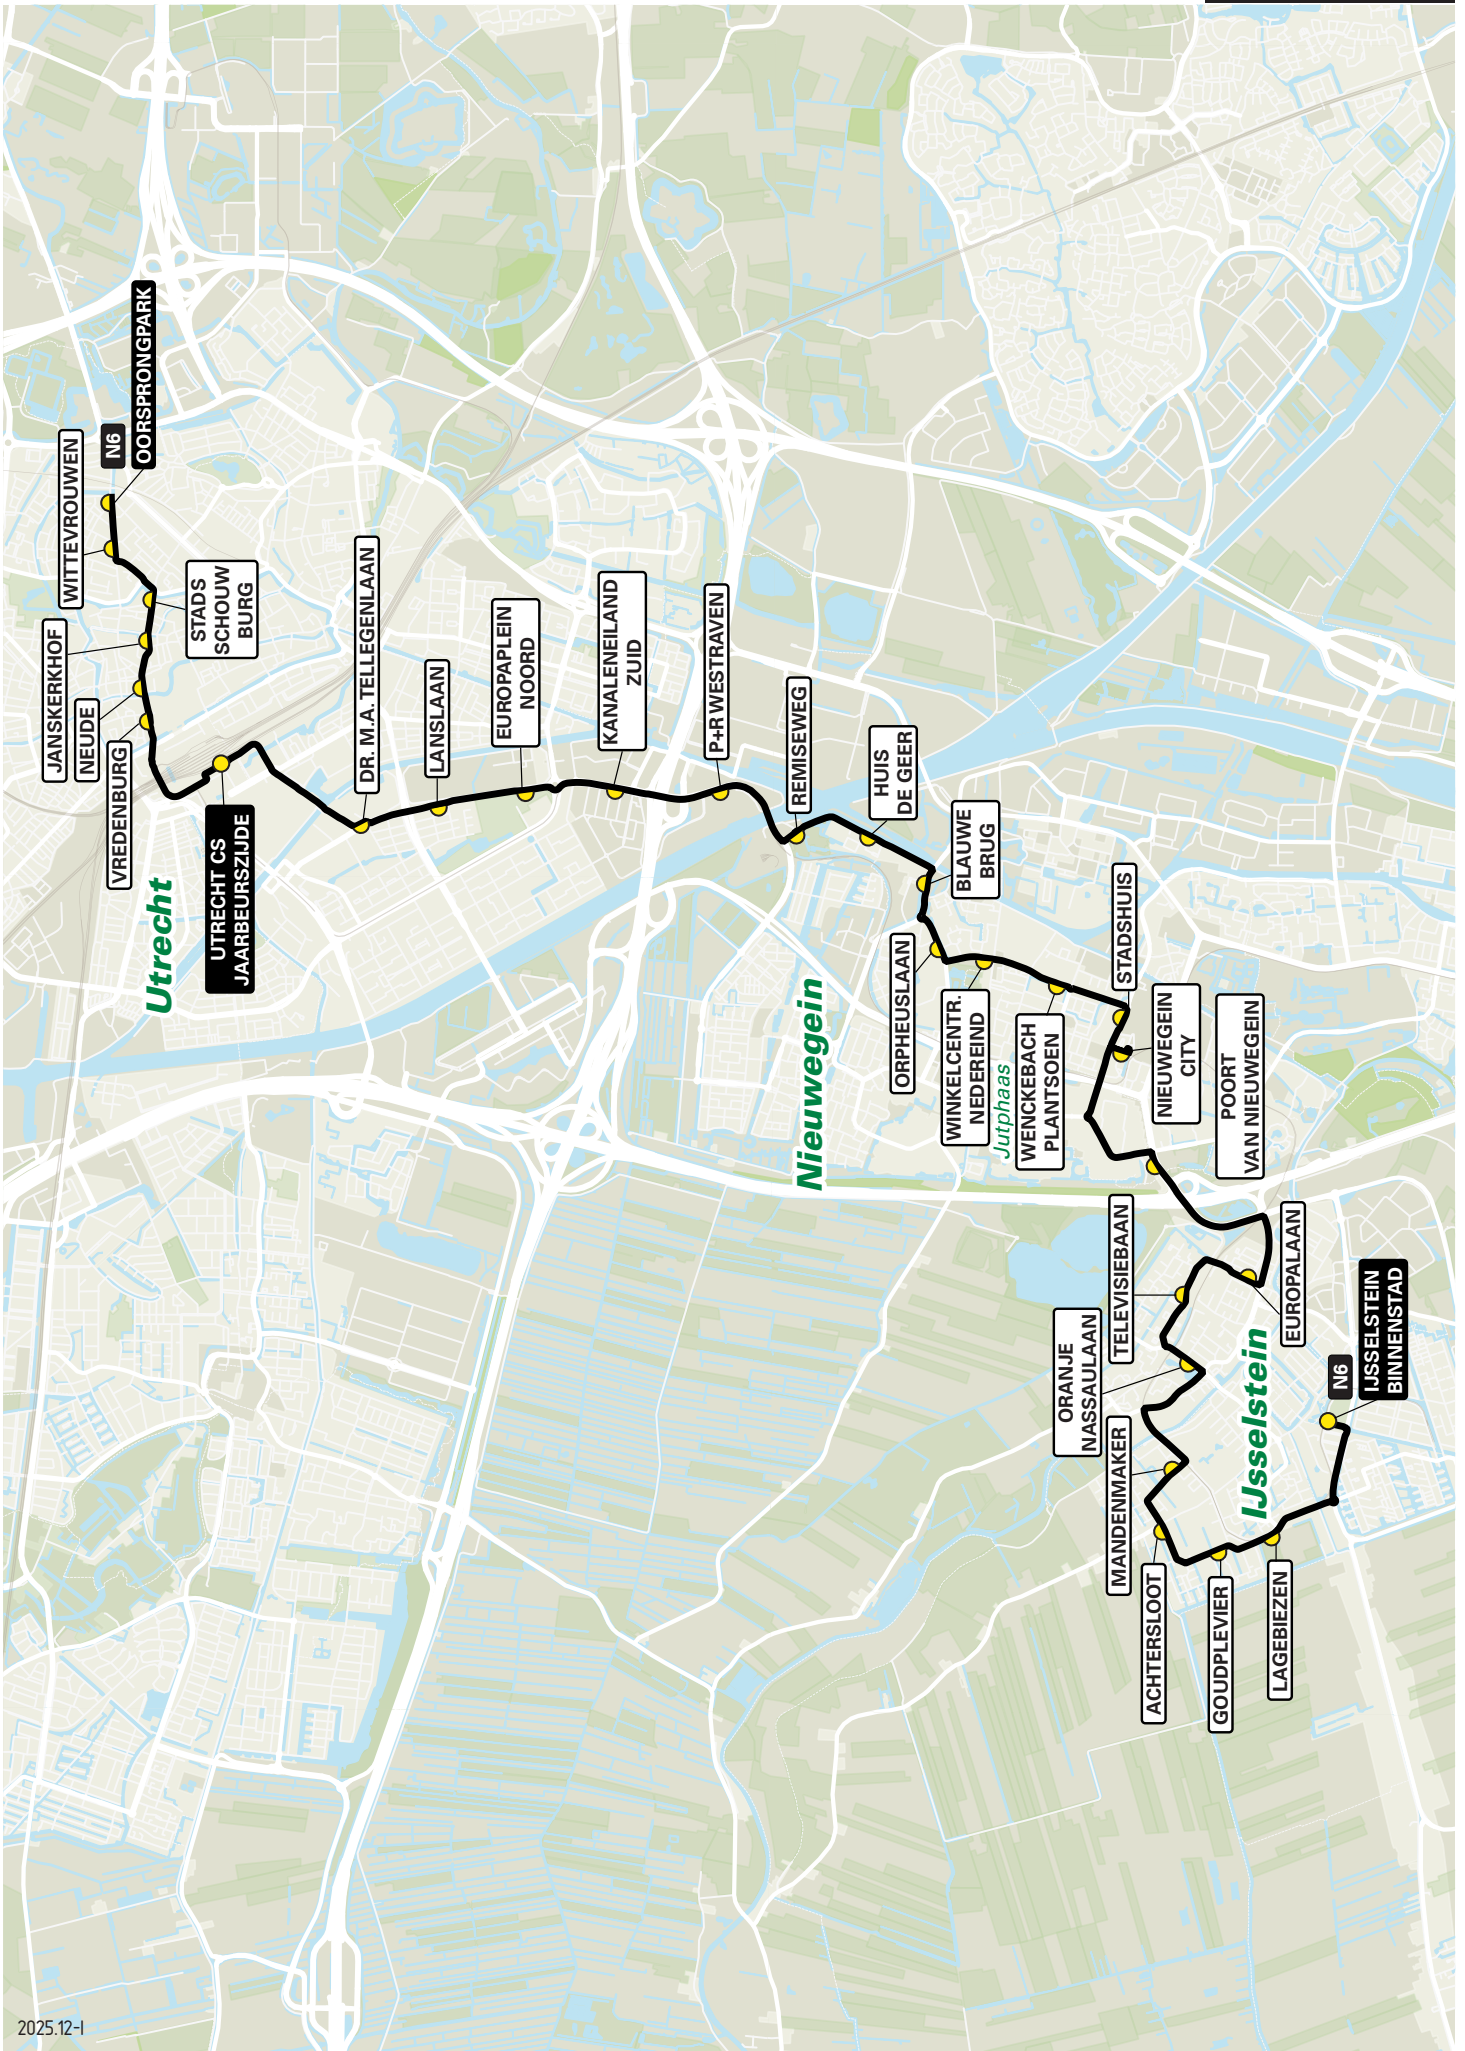 WITTEVROUWEN
N6
OORSPRONGPARK
STADS
SCHOUW
BURG
JANSKERKHOF
NEUDE
VREDENBURG
Utrecht
UTRECHT CS
JAARBEURSZIJDE
DR. M.A. TELLEGENLAAN
LANSLAAN
EUROPAPLEIN
NOORD
KANALENEILAND
ZUID
P+R WESTRAVEN
REMISEWEG
HUIS
DE GEER
BLAUWE
BRUG
Nieuwegein
ORPHEUSLAAN
WINKELCENTR.
NEDEREIND
Jutphaas
WENCKEBACH
PLANTSOEN
STADSHUIS
NIEUWEGEIN
CITY
POORT
VAN NIEUWEGEIN
EUROPALAAN
TELEVISIEBAAN
ORANJE
NASSAULAAN
MANDENMAKER
ACHTERSLOOT
GOUDPLEVIER
LAGEBIEZEN
IJsselstein
N6
IJSSELSTEIN
BINNENSTAD
2025.12-I